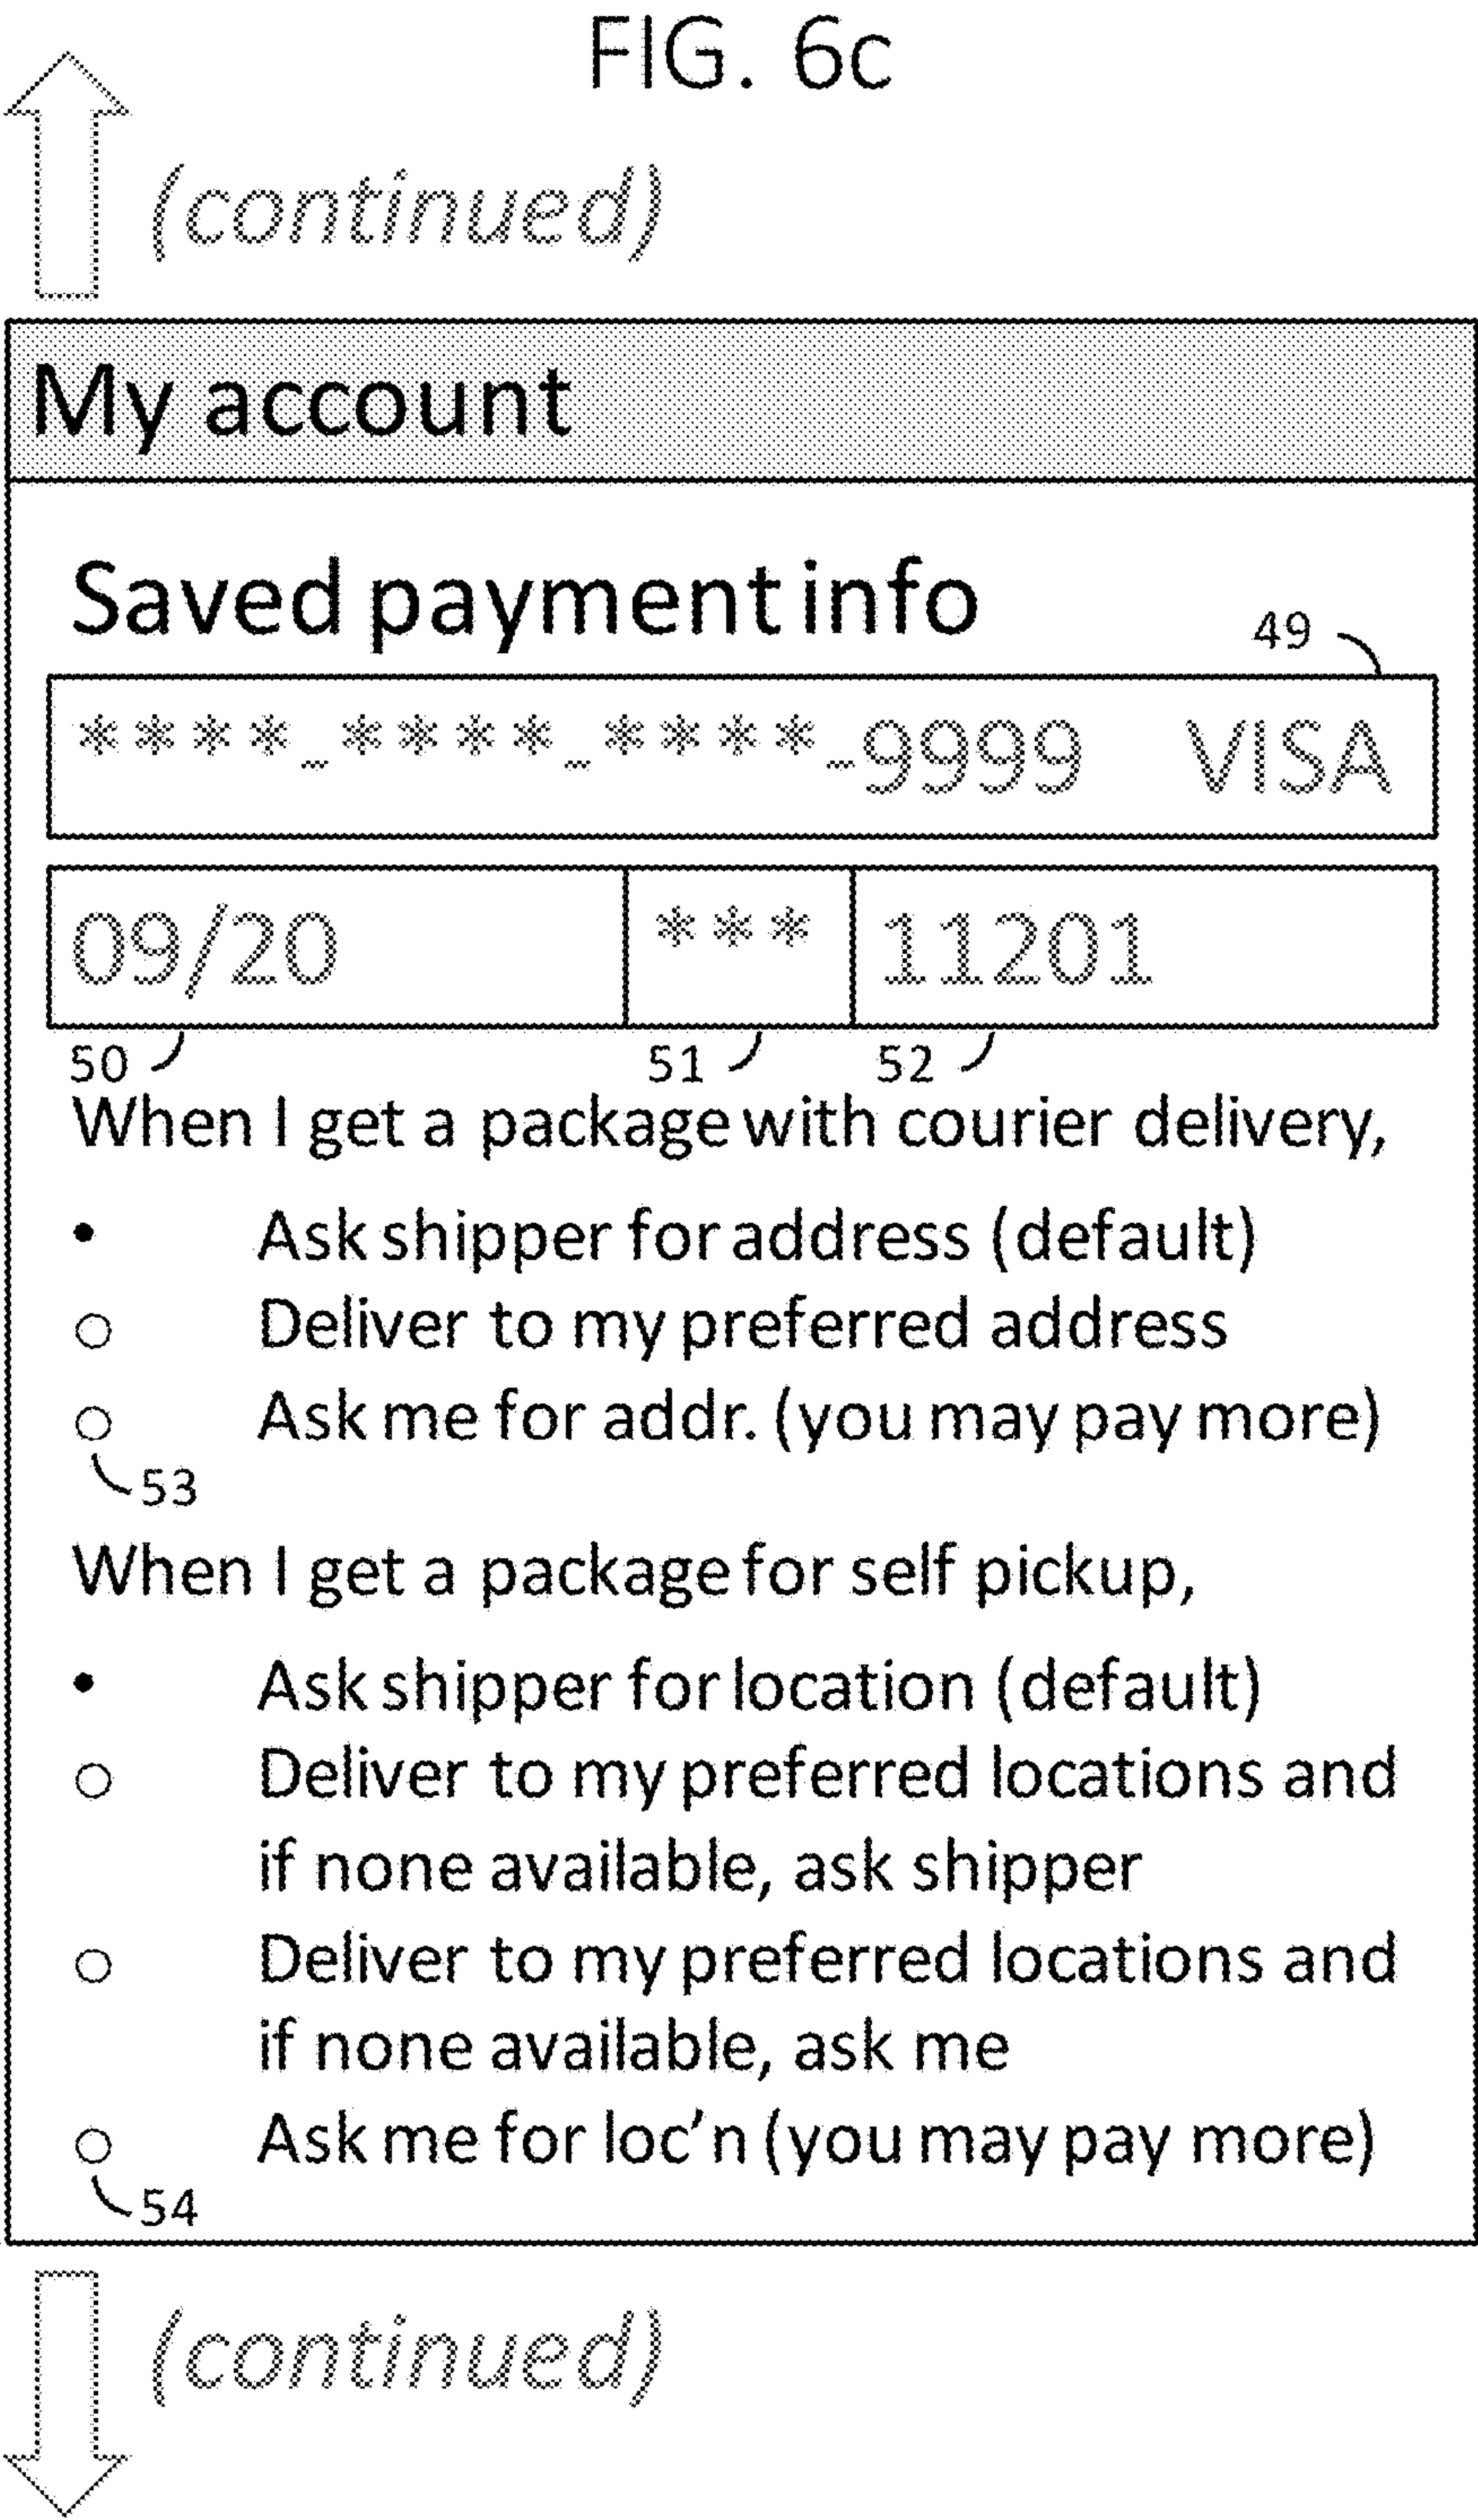 FIG. 6c
(continued)
My account
Saved payment info
49
****-****-****-9999 VISA
09/20 *** 11201
50 51 52
When I get a package with courier delivery,
• Ask shipper for address (default)
○ Deliver to my preferred address
○ Ask me for addr. (you may pay more)
53
When I get a package for self pickup,
• Ask shipper for location (default)
○ Deliver to my preferred locations and
if none available, ask shipper
○ Deliver to my preferred locations and
if none available, ask me
○ Ask me for loc’n (you may pay more)
54
(continued)